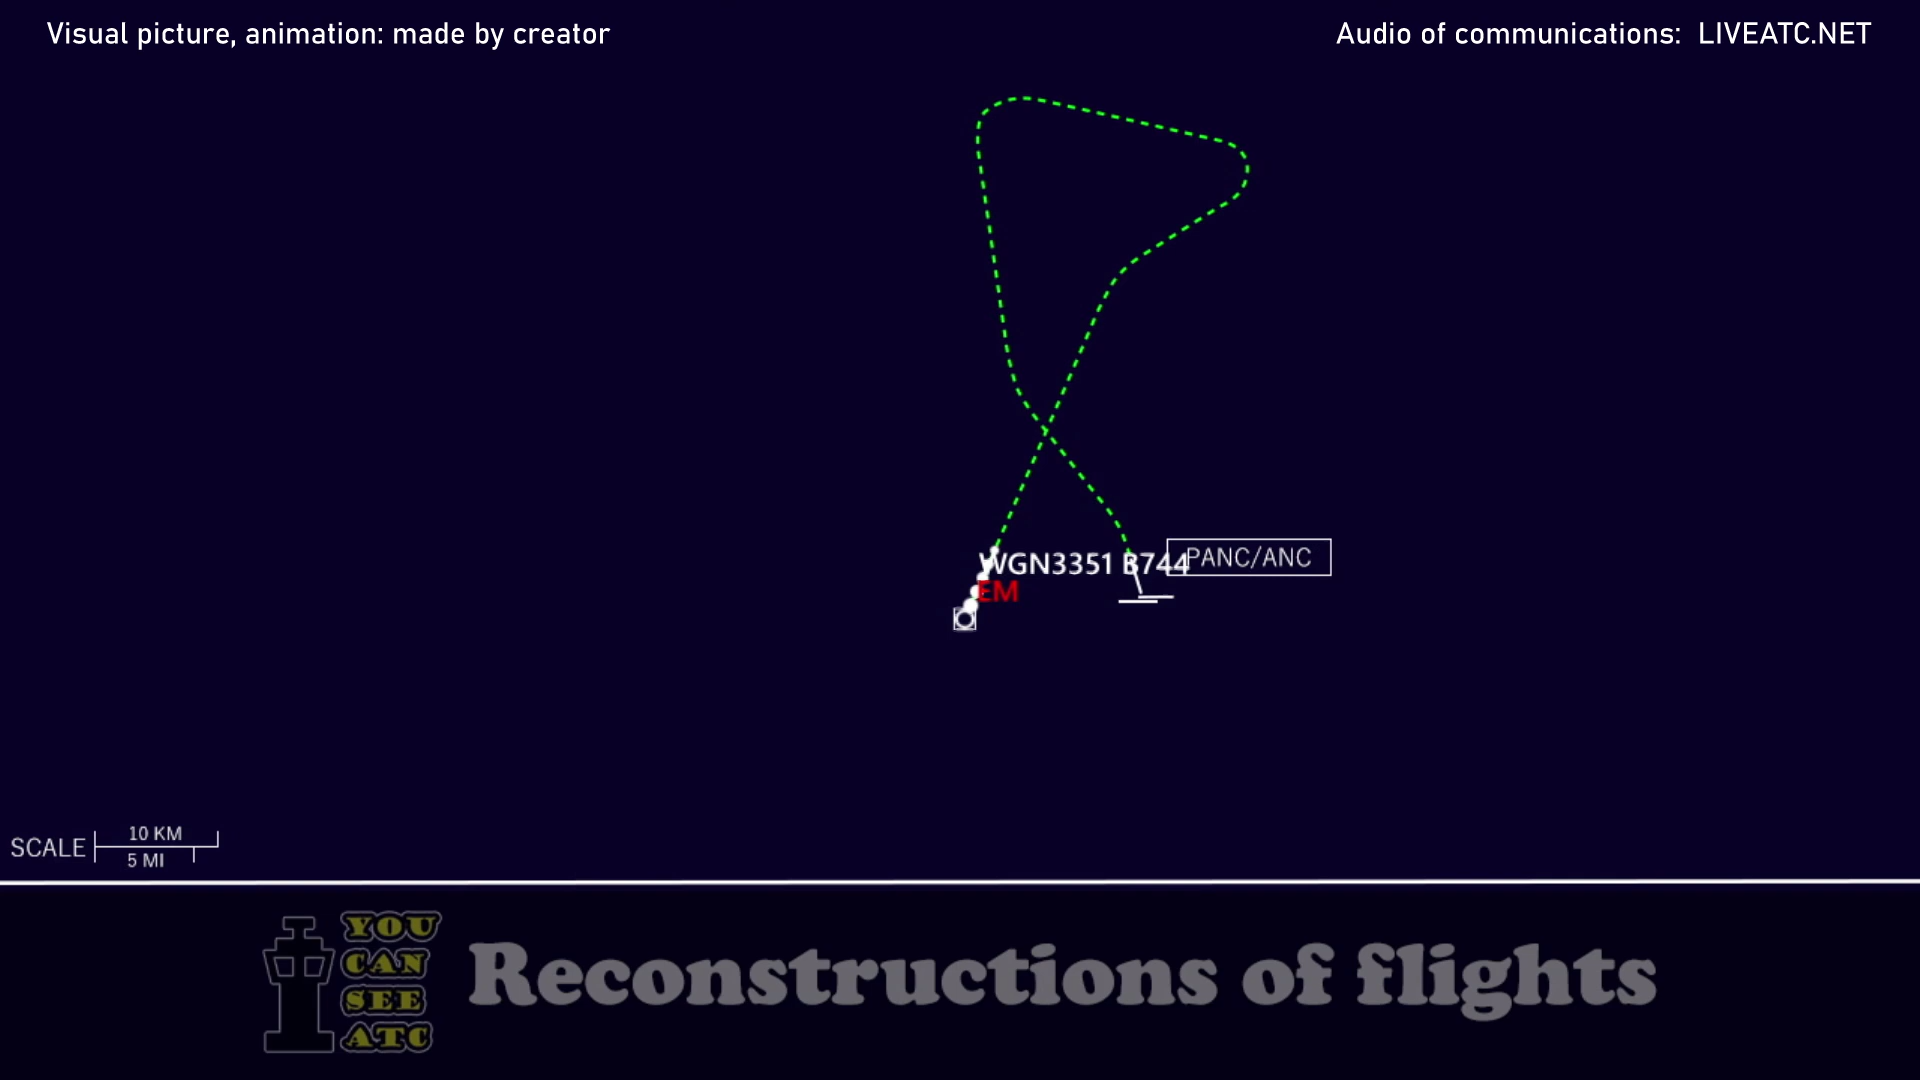 Visual picture, animation: made by creator
Audio of communications: LIVEATC.NET
WGN3351 B744
PANC/ANC
EM
10 KM
SCALE
5 MI
YOU
CAN
SEE
ATC
Reconstructions of flights